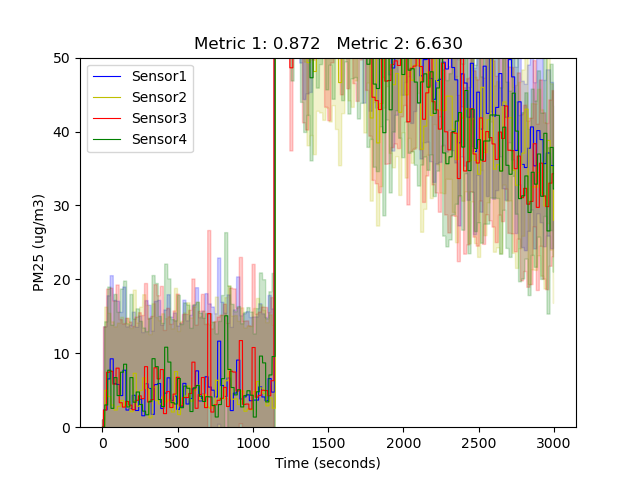 Metric 1: 0.872 Metric 2: 6.630
50
40
30
20
10
0
PM25 (ug/m3)
Sensor1
Sensor2
Sensor3
Sensor4
0 500 1000 1500 2000 2500 3000
Time (seconds)